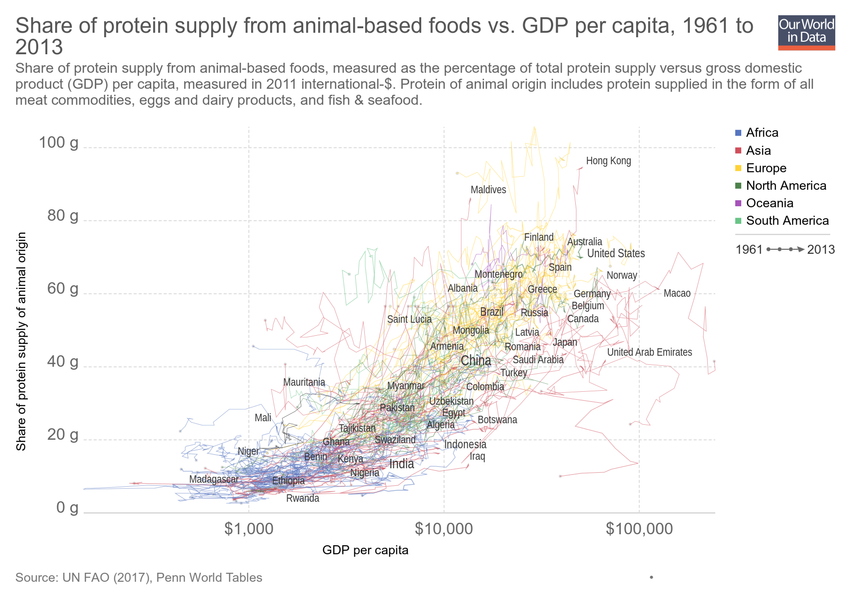 Share of protein supply from animal-based foods vs. GDP per capita, 1961 to
2013
Our World
in Data
Share of protein supply from animal-based foods, measured as the percentage of total protein supply versus gross domestic
product (GDP) per capita, measured in 2011 international-$. Protein of animal origin includes protein supplied in the form of all
meat commodities, eggs and dairy products, and fish & seafood.
Share of protein supply of animal origin
100 g
80 g
60 g
40 g
20 g
0 g
Hong Kong
Maldives
Finland
Australia
United States
Montenegro
Spain
Norway
Albania
Greece
Germany
Macao
Belgium
Saint Lucia
Brazil
Russia
Canada
Mongolia
Latvia
Armenia
Romania
Japan
China
Saudi Arabia
United Arab Emirates
Turkey
Mauritania
Myanmar
Colombia
Pakistan
Uzbekistan
Mali
Egypt
Algeria
Botswana
Tajikistan
Ghana
Swaziland
Indonesia
Niger
Benin
Kenya
India
Iraq
Nigeria
Madagascar
Ethiopia
Rwanda
$1,000
$10,000
$100,000
GDP per capita
Africa
Asia
Europe
North America
Oceania
South America
1961
2013
Source: UN FAO (2017), Penn World Tables